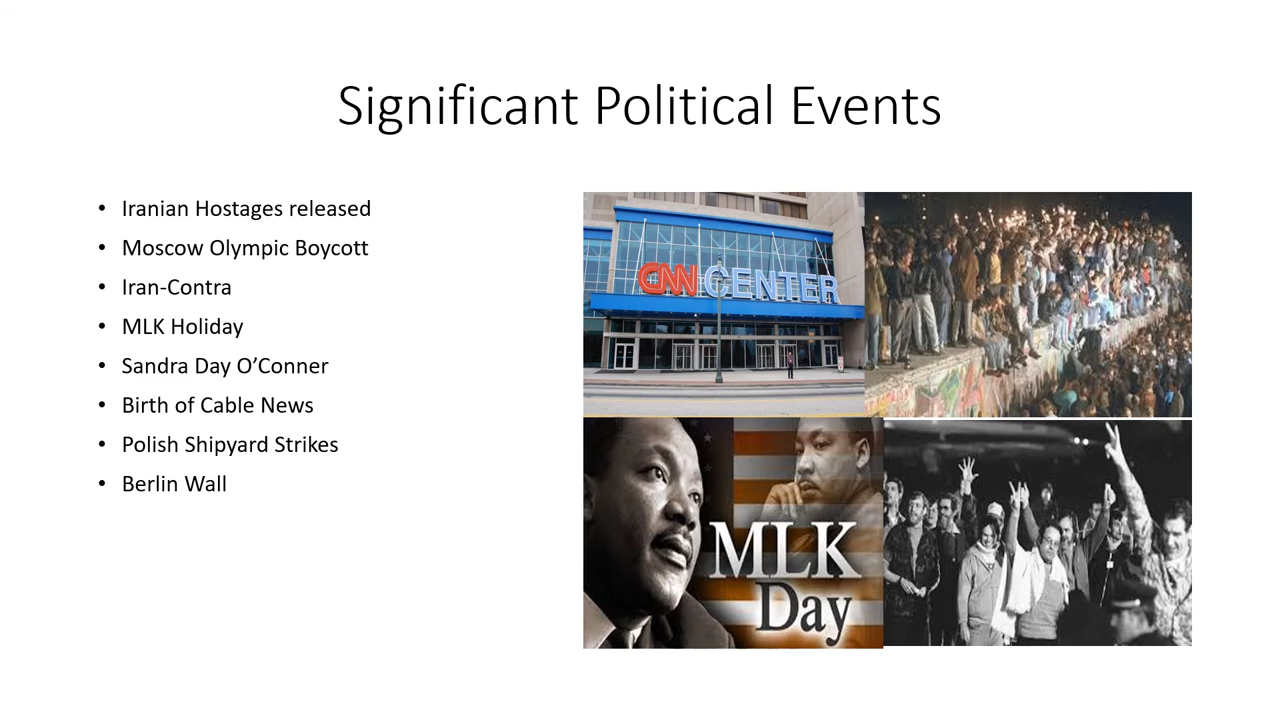 Significant Political Events
• Iranian Hostages released
• Moscow Olympic Boycott
• Iran-Contra
• MLK Holiday
• Sandra Day O’Conner
• Birth of Cable News
• Polish Shipyard Strikes
• Berlin Wall
CNN CENTER
MLK
Day